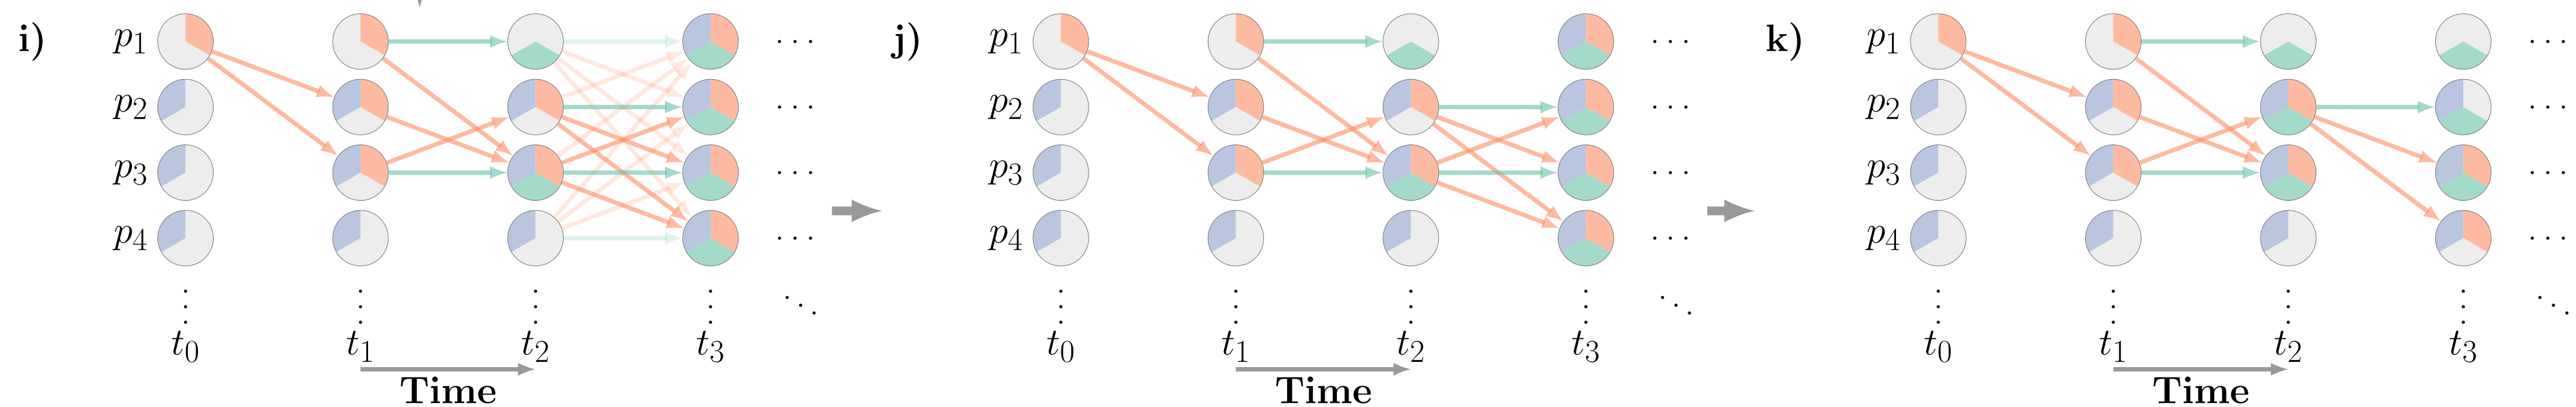 i) p₁ ··· j) p₁ ··· k) p₁ ···
p₂ ··· p₂ ··· p₂ ···
p₃ ··· p₃ ··· p₃ ···
p₄ ··· p₄ ··· p₄ ···
⋮ ⋮ ⋮ ⋮ ⋱ ⋮ ⋮ ⋮ ⋮ ⋱ ⋮ ⋮ ⋮ ⋮ ⋱
t₀ t₁ t₂ t₃ t₀ t₁ t₂ t₃ t₀ t₁ t₂ t₃
Time Time Time